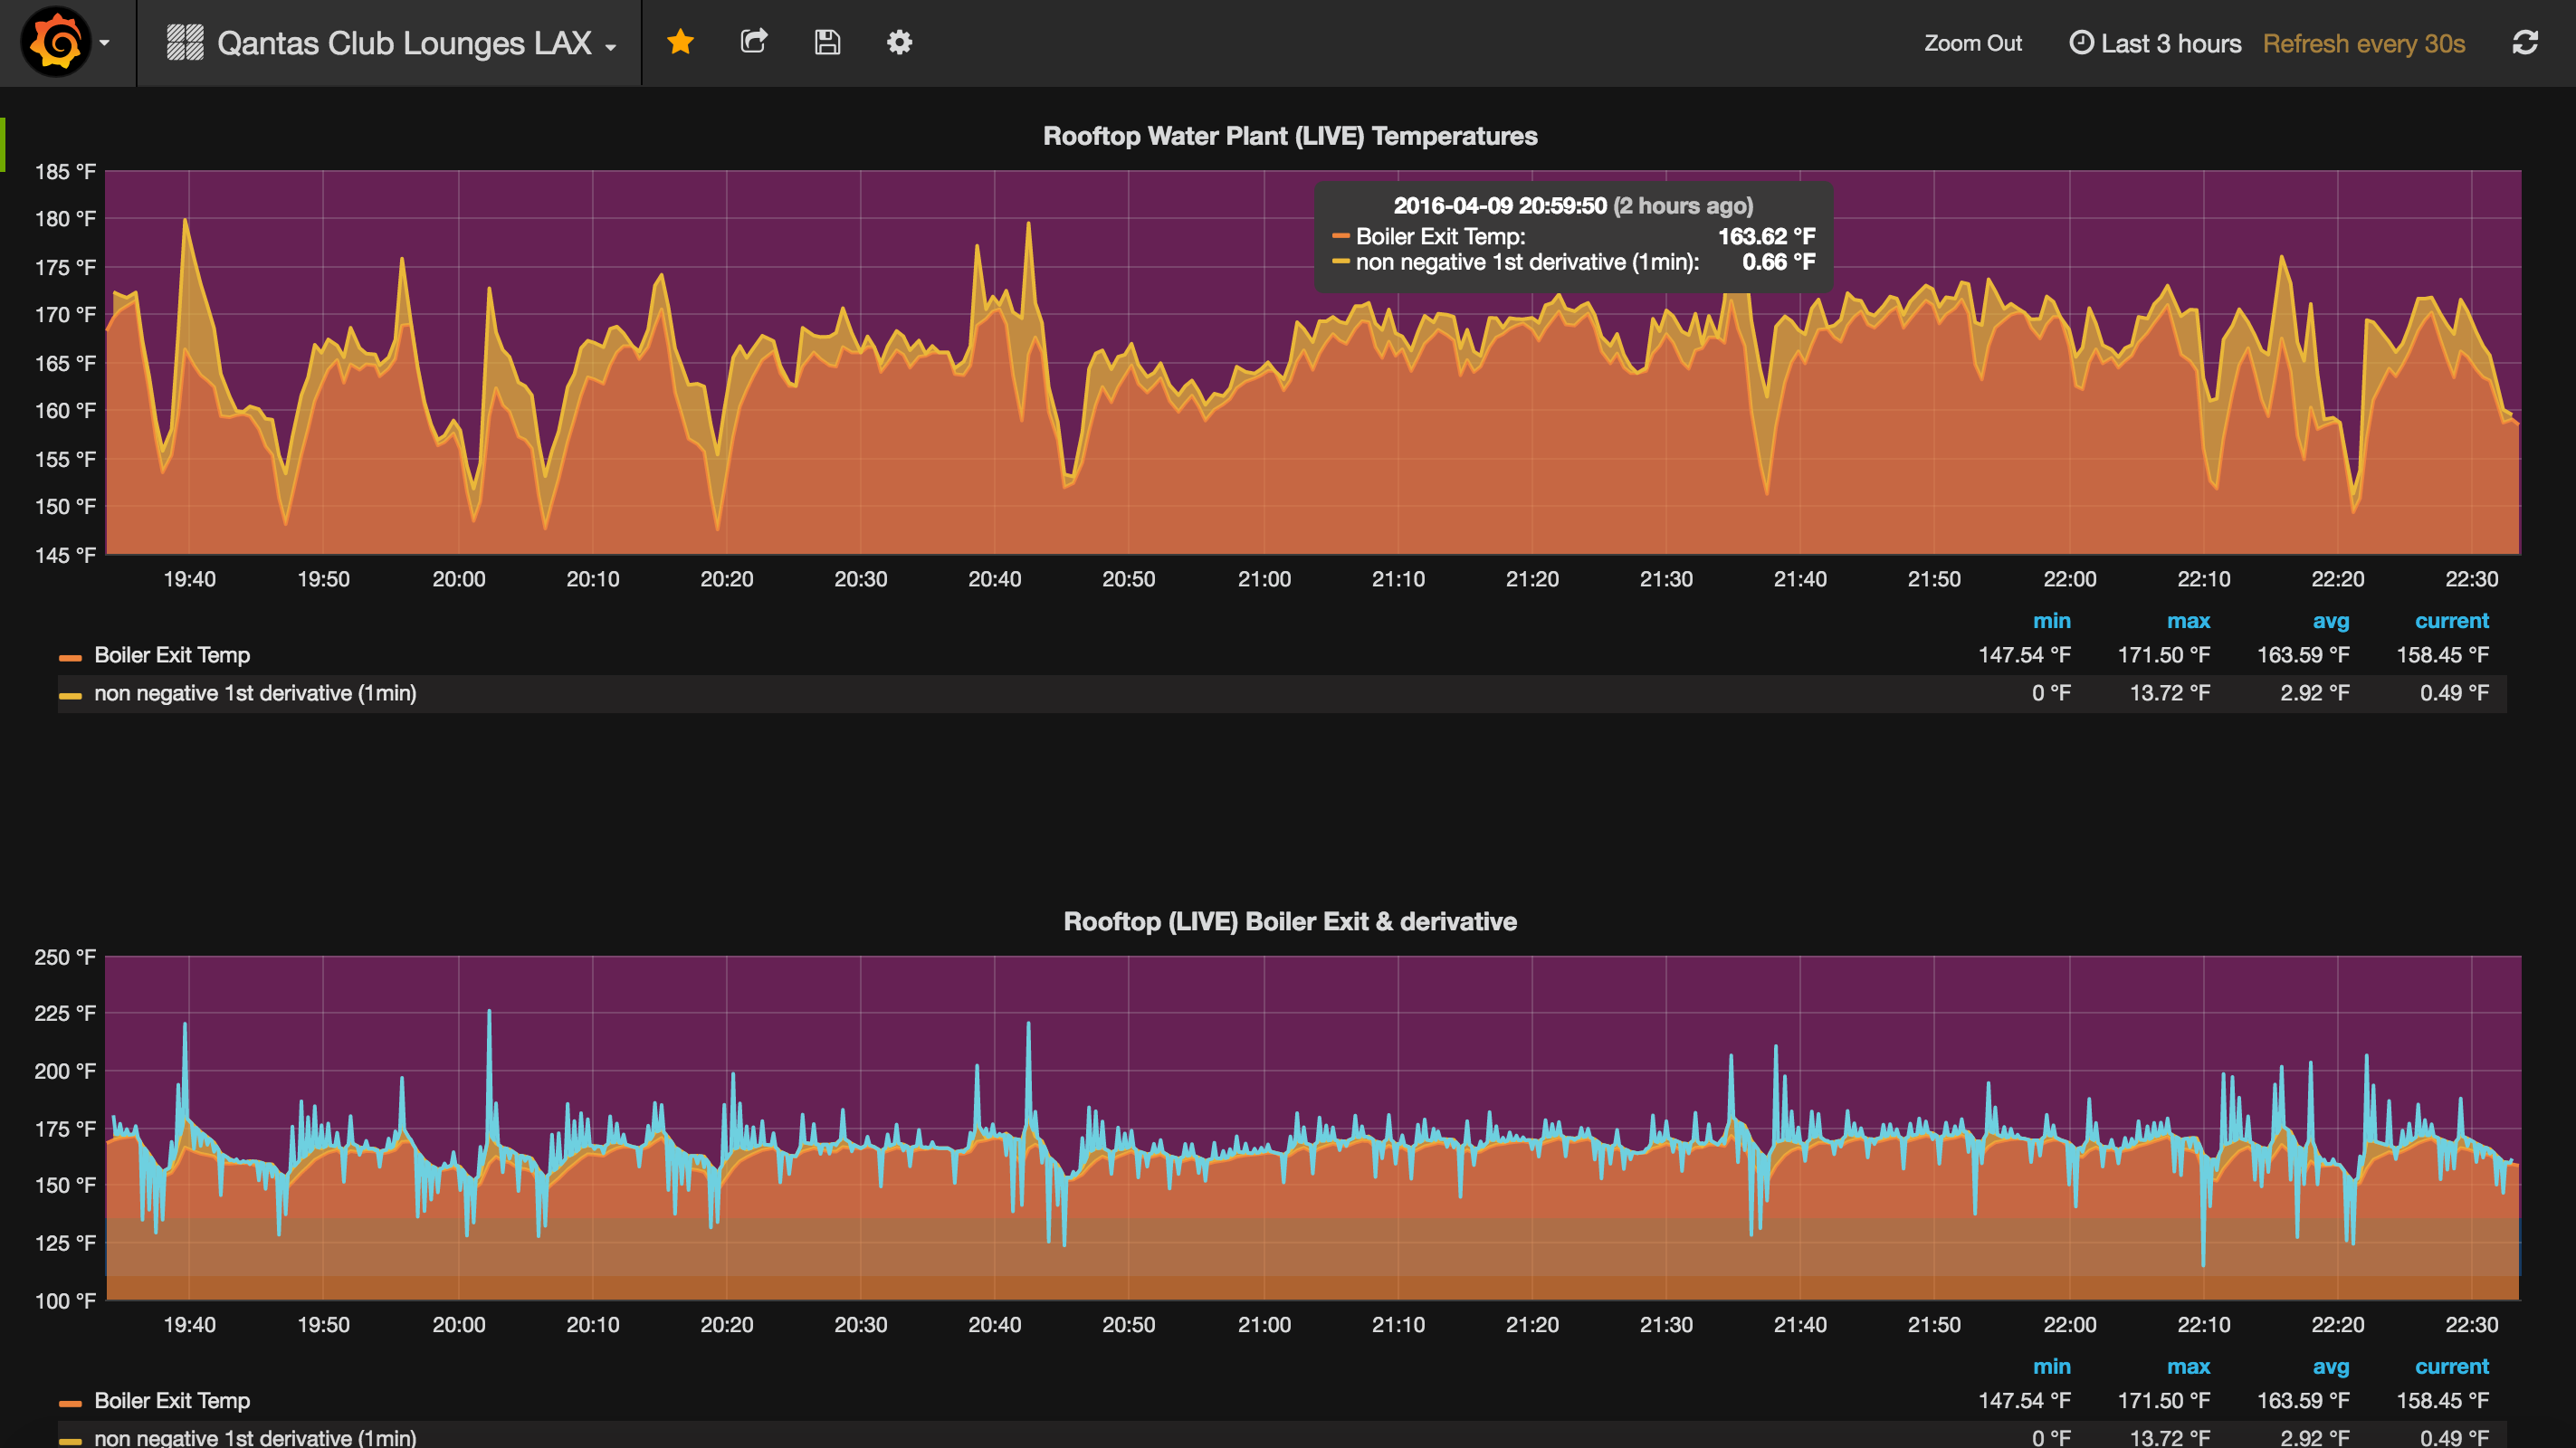 Qantas Club Lounges LAX
Zoom Out Last 3 hours Refresh every 30s
Rooftop Water Plant (LIVE) Temperatures
185 °F
180 °F
175 °F
170 °F
165 °F
160 °F
155 °F
150 °F
145 °F
2016-04-09 20:59:50 (2 hours ago)
Boiler Exit Temp: 163.62 °F
non negative 1st derivative (1min): 0.66 °F
19:40 19:50 20:00 20:10 20:20 20:30 20:40 20:50 21:00 21:10 21:20 21:30 21:40 21:50 22:00 22:10 22:20 22:30
min max avg current
Boiler Exit Temp 147.54 °F 171.50 °F 163.59 °F 158.45 °F
non negative 1st derivative (1min) 0 °F 13.72 °F 2.92 °F 0.49 °F
Rooftop (LIVE) Boiler Exit & derivative
250 °F
225 °F
200 °F
175 °F
150 °F
125 °F
100 °F
19:40 19:50 20:00 20:10 20:20 20:30 20:40 20:50 21:00 21:10 21:20 21:30 21:40 21:50 22:00 22:10 22:20 22:30
min max avg current
Boiler Exit Temp 147.54 °F 171.50 °F 163.59 °F 158.45 °F
non negative 1st derivative (1min) 0 °F 13.72 °F 2.92 °F 0.49 °F